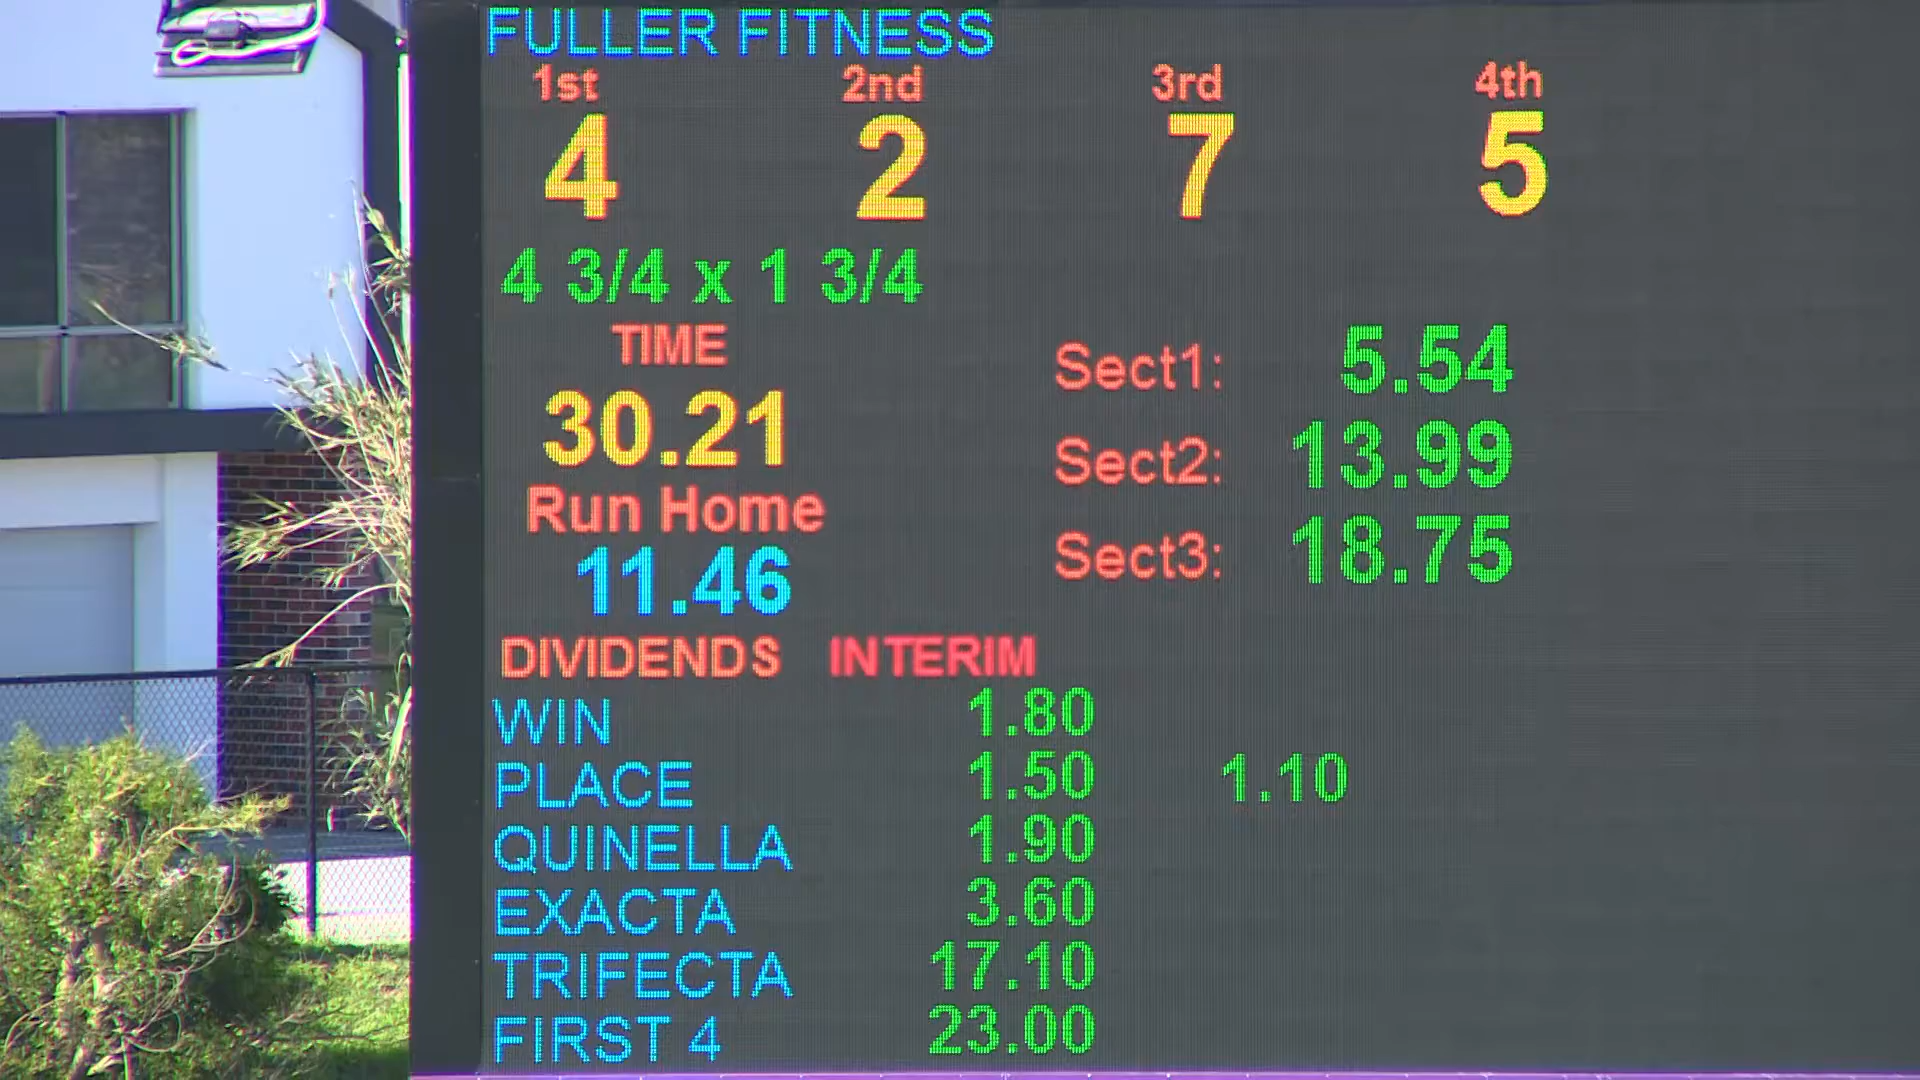 FULLER FITNESS
1st 2nd 3rd 4th
4 2 7 5
4 3/4 x 1 3/4
TIME
30.21
Run Home
11.46
Sect1: 5.54
Sect2: 13.99
Sect3: 18.75
DIVIDENDS INTERIM
WIN 1.80
PLACE 1.50 1.10
QUINELLA 1.90
EXACTA 3.60
TRIFECTA 17.10
FIRST 4 23.00